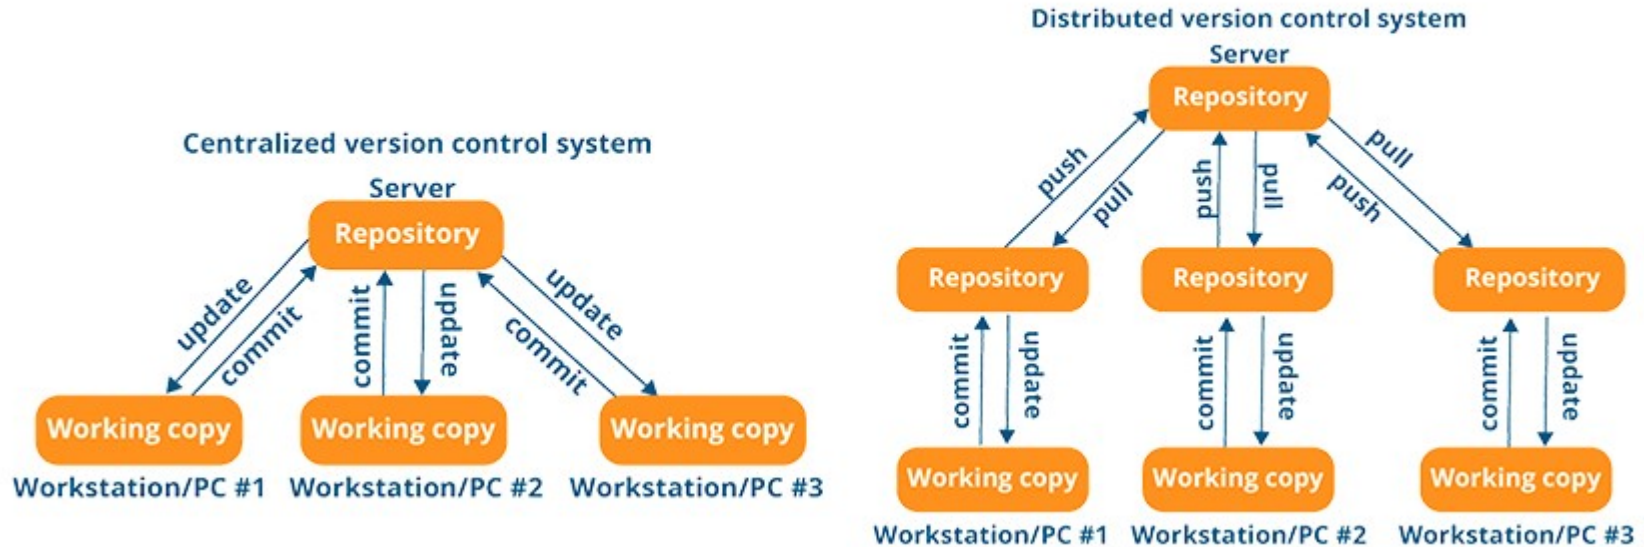 Centralized version control system
Server
Repository
update
commit
commit
update
commit
update
Working copy
Working copy
Working copy
Workstation/PC #1
Workstation/PC #2
Workstation/PC #3
Distributed version control system
Server
Repository
push
pull
push
pull
push
pull
Repository
Repository
Repository
commit
update
commit
update
commit
update
Working copy
Working copy
Working copy
Workstation/PC #1
Workstation/PC #2
Workstation/PC #3